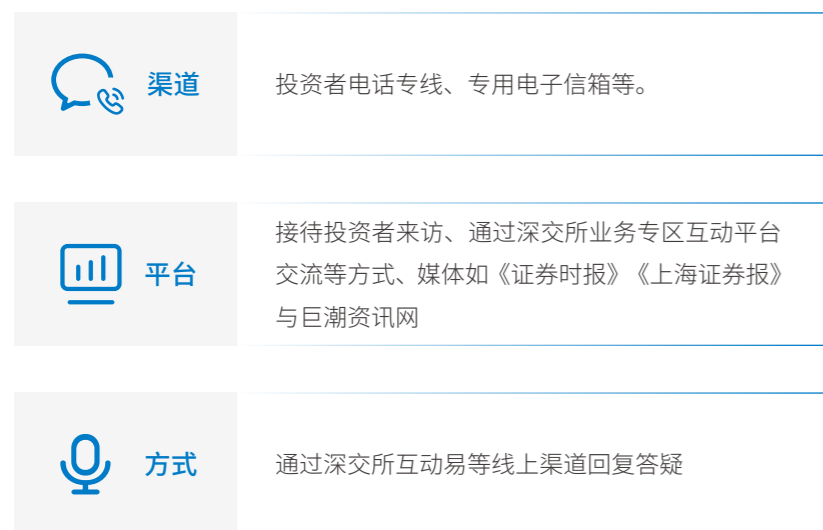 渠道
投资者电话专线、专用电子信箱等。
平台
接待投资者来访、通过深交所业务专区互动平台
交流等方式、媒体如《证券时报》《上海证券报》
与巨潮资讯网
方式
通过深交所互动易等线上渠道回复答疑